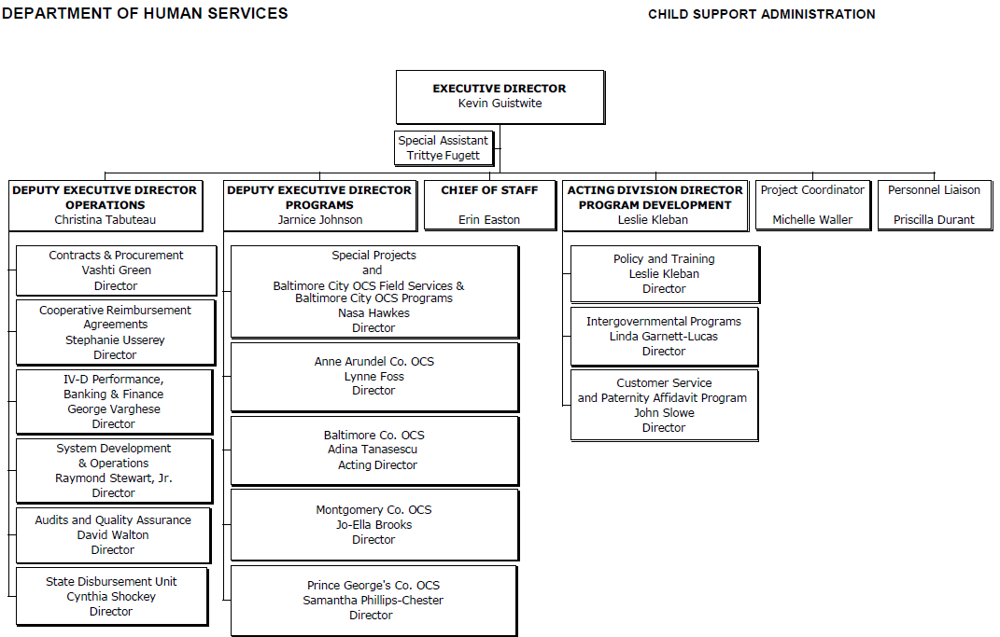 DEPARTMENT OF HUMAN SERVICES
CHILD SUPPORT ADMINISTRATION
EXECUTIVE DIRECTOR
Kevin Guistwite
Special Assistant
Trittye Fugett
DEPUTY EXECUTIVE DIRECTOR
OPERATIONS
Christina Tabuteau
DEPUTY EXECUTIVE DIRECTOR
PROGRAMS
Jarnice Johnson
CHIEF OF STAFF
Erin Easton
ACTING DIVISION DIRECTOR
PROGRAM DEVELOPMENT
Leslie Kleban
Project Coordinator
Michelle Waller
Personnel Liaison
Priscilla Durant
Contracts & Procurement
Vashti Green
Director
Cooperative Reimbursement
Agreements
Stephanie Usserey
Director
IV-D Performance,
Banking & Finance
George Varghese
Director
System Development
& Operations
Raymond Stewart, Jr.
Director
Audits and Quality Assurance
David Walton
Director
State Disbursement Unit
Cynthia Shockey
Director
Special Projects
and
Baltimore City OCS Field Services &
Baltimore City OCS Programs
Nasa Hawkes
Director
Anne Arundel Co. OCS
Lynne Foss
Director
Baltimore Co. OCS
Adina Tanasescu
Acting Director
Montgomery Co. OCS
Jo-Ella Brooks
Director
Prince George's Co. OCS
Samantha Phillips-Chester
Director
Policy and Training
Leslie Kleban
Director
Intergovernmental Programs
Linda Garnett-Lucas
Director
Customer Service
and Paternity Affidavit Program
John Slowe
Director